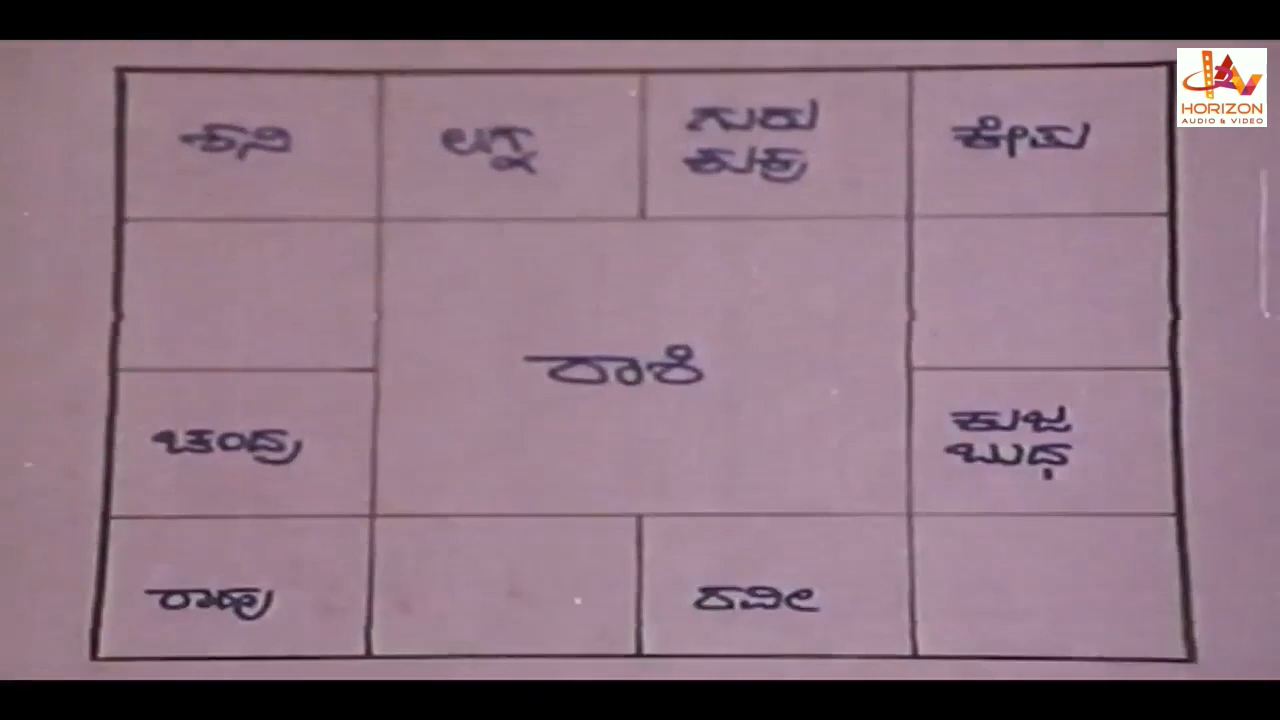 ಶನಿ
ಲಗ್ನ
ಗುರು
ಶುಕ್ರ
ಕೇತು
ರಾಶಿ
ಚಂದ್ರ
ಕುಜ
ಬುಧ
ರಾಹು
ರವೀ
HORIZON
AUDIO & VIDEO